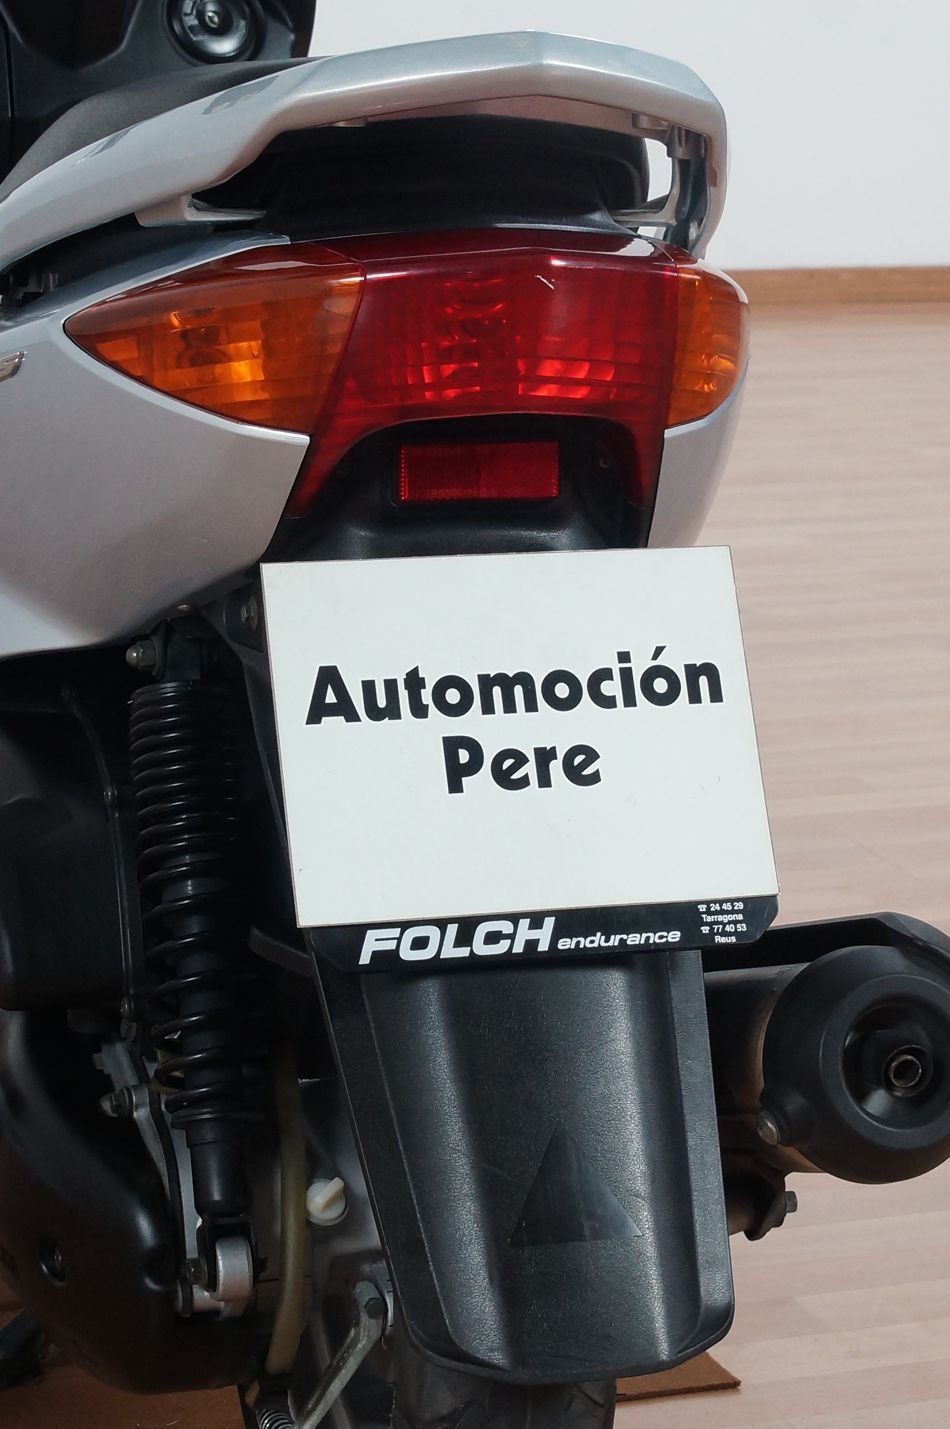 Automoción
Pere
FOLCH endurance
☎ 24 45 29
Tarragona
☎ 77 40 53
Reus